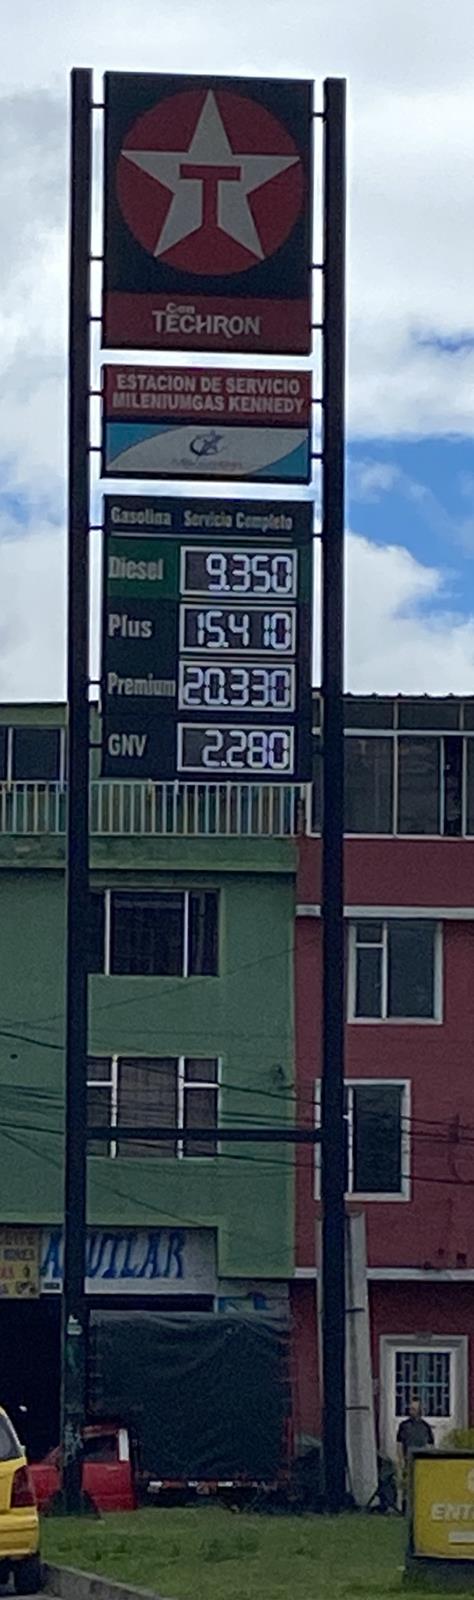 T
Con
TECHRON
ESTACION DE SERVICIO
MILENIUMGAS KENNEDY
Gasolina Servicio Completo
Diesel 9.350
Plus 15.410
Premium 20.330
GNV 2.280